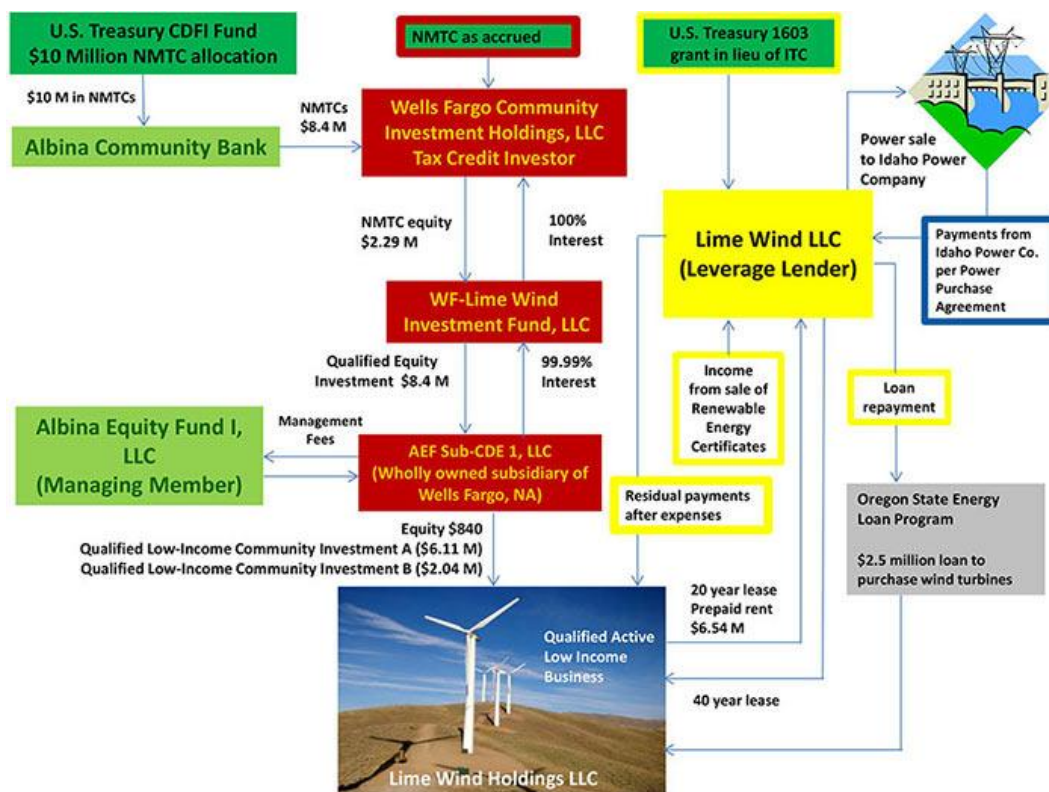 U.S. Treasury CDFI Fund
$10 Million NMTC allocation
NMTC as accrued
U.S. Treasury 1603
grant in lieu of ITC
$10 M in NMTCs
NMTCs
$8.4 M
Albina Community Bank
Wells Fargo Community
Investment Holdings, LLC
Tax Credit Investor
Power sale
to Idaho Power
Company
NMTC equity
$2.29 M
100%
Interest
Lime Wind LLC
(Leverage Lender)
Payments from
Idaho Power Co.
per Power
Purchase
Agreement
WF-Lime Wind
Investment Fund, LLC
Qualified Equity
Investment $8.4 M
99.99%
Interest
Income
from sale of
Renewable
Energy
Certificates
Loan
repayment
Albina Equity Fund I,
LLC
(Managing Member)
Management
Fees
AEF Sub-CDE 1, LLC
(Wholly owned subsidiary of
Wells Fargo, NA)
Residual payments
after expenses
Oregon State Energy
Loan Program
$2.5 million loan to
purchase wind turbines
Equity $840
Qualified Low-Income Community Investment A ($6.11 M)
Qualified Low-Income Community Investment B ($2.04 M)
20 year lease
Prepaid rent
$6.54 M
Qualified Active
Low Income
Business
40 year lease
Lime Wind Holdings LLC